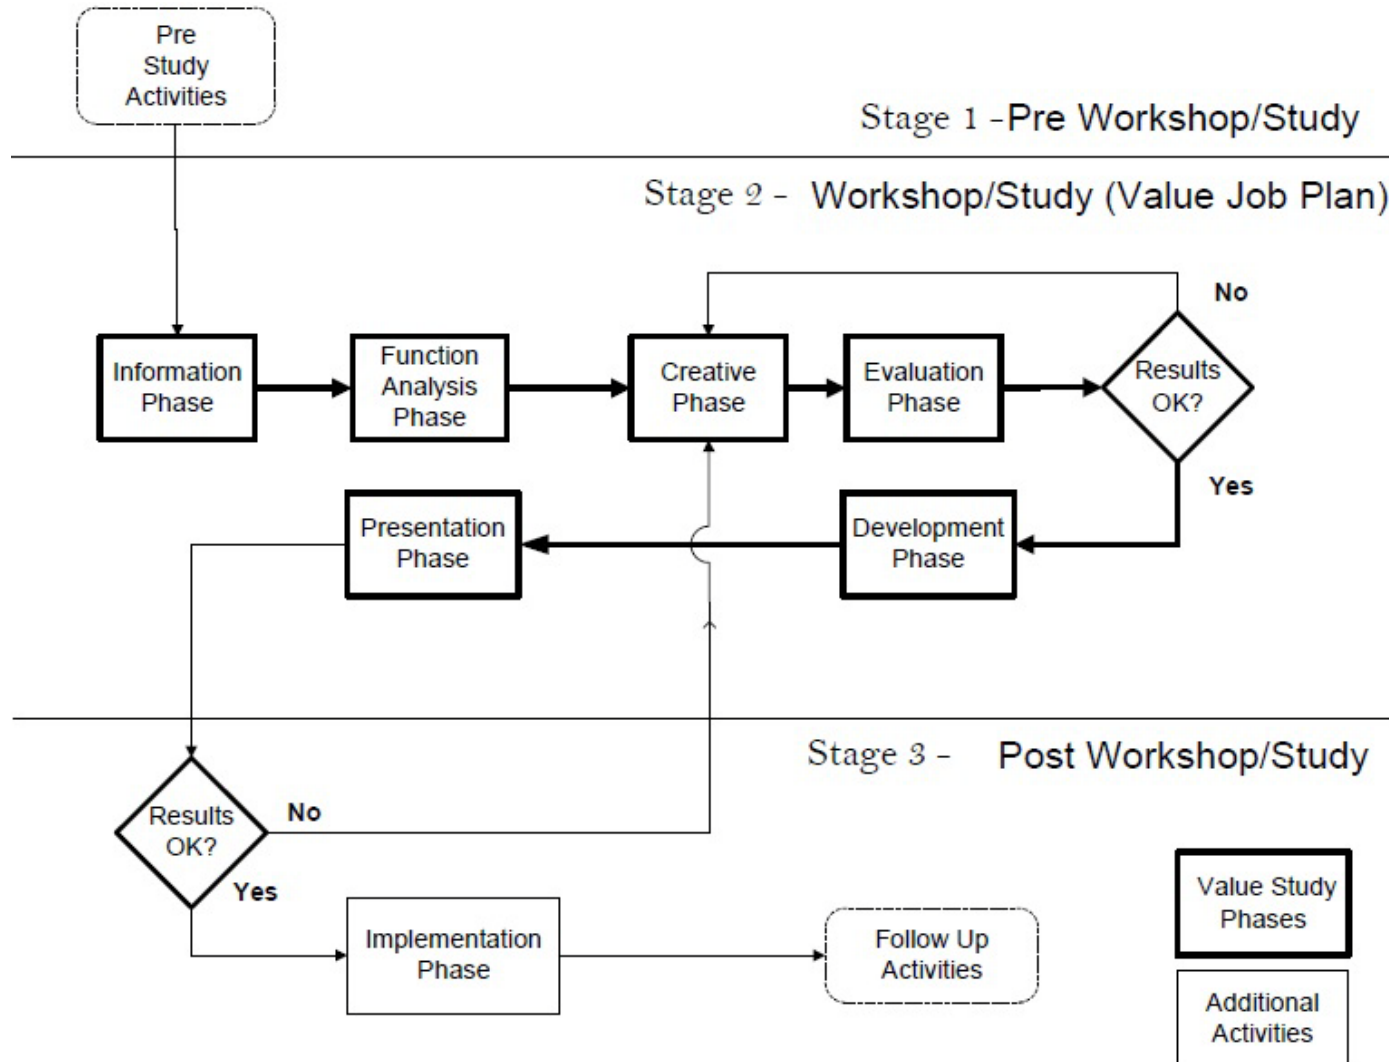 Pre
Study
Activities
Stage 1 -Pre Workshop/Study
Stage 2 - Workshop/Study (Value Job Plan)
No
Information
Phase
Function
Analysis
Phase
Creative
Phase
Evaluation
Phase
Results
OK?
Yes
Presentation
Phase
Development
Phase
Stage 3 - Post Workshop/Study
Results
OK?
No
Yes
Implementation
Phase
Follow Up
Activities
Value Study
Phases
Additional
Activities